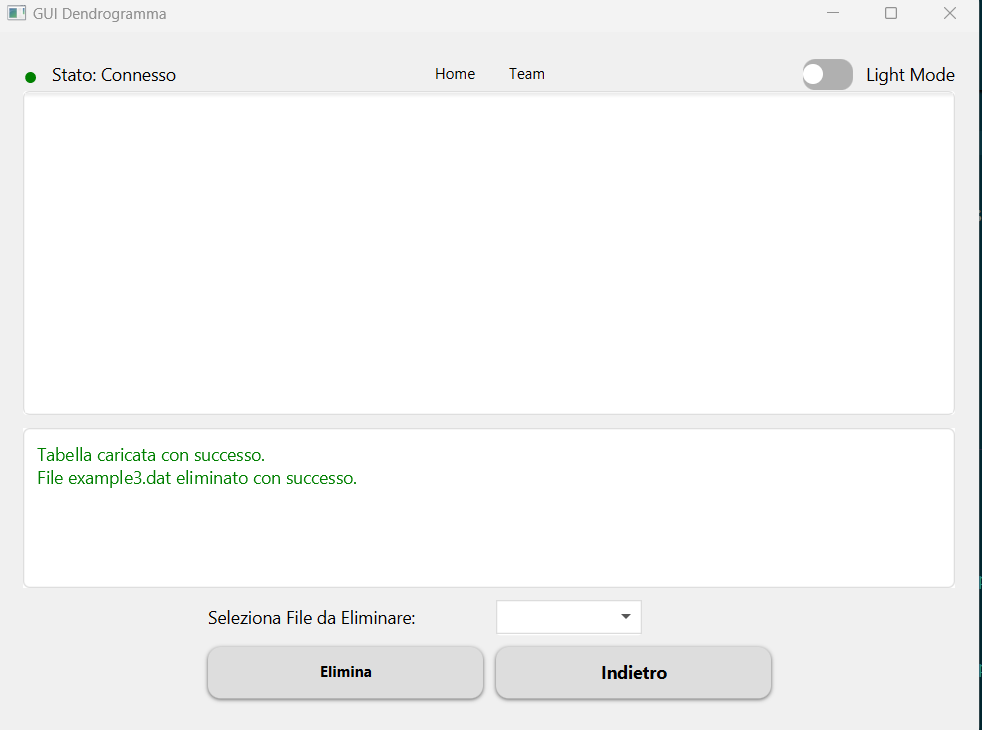 GUI Dendrogramma
Stato: Connesso
Home
Team
Light Mode
Tabella caricata con successo.
File example3.dat eliminato con successo.
Seleziona File da Eliminare:
Elimina
Indietro